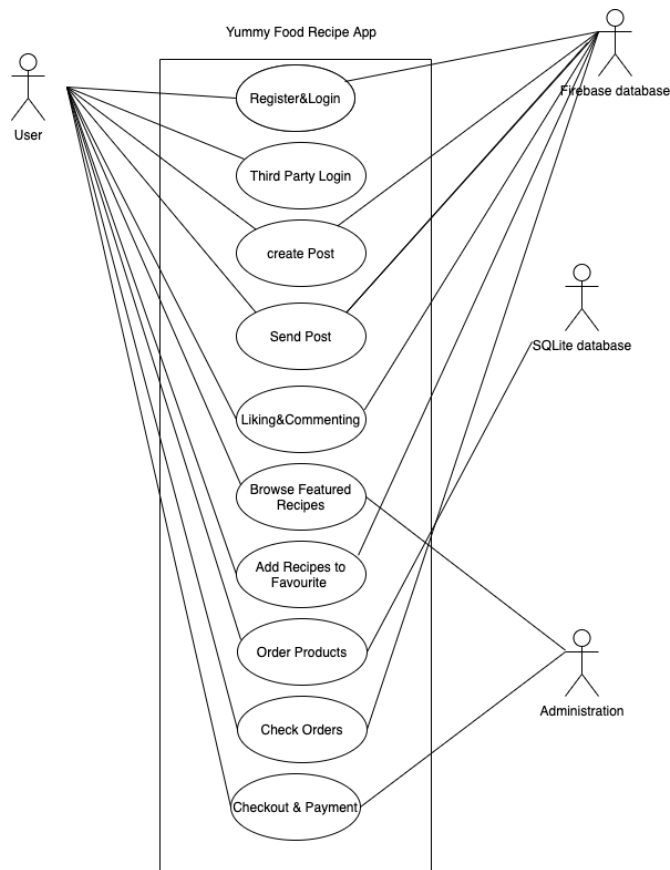 Yummy Food Recipe App
User
Firebase database
Register&Login
Third Party Login
create Post
Send Post
SQLite database
Liking&Commenting
Browse Featured
Recipes
Add Recipes to
Favourite
Order Products
Administration
Check Orders
Checkout & Payment